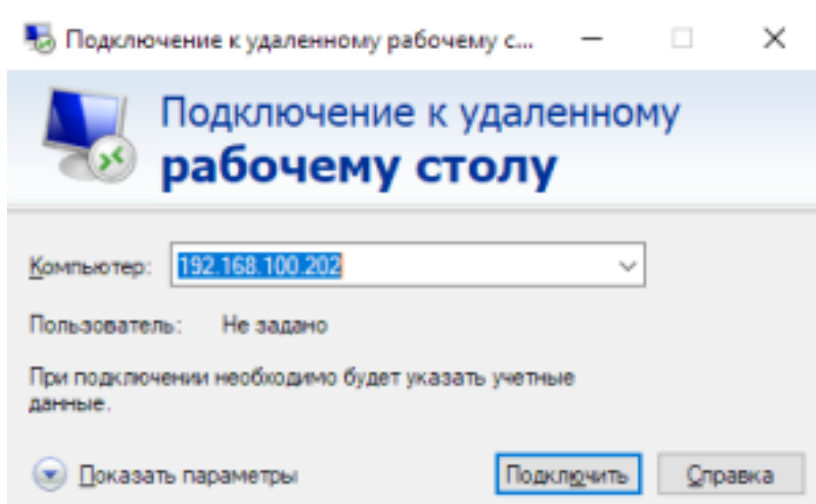 Подключение к удаленному рабочему с...
Подключение к удаленному
рабочему столу
Компьютер: 192.168.100.202
Пользователь: Не задано
При подключении необходимо будет указать учетные
данные.
Показать параметры Подключить Справка